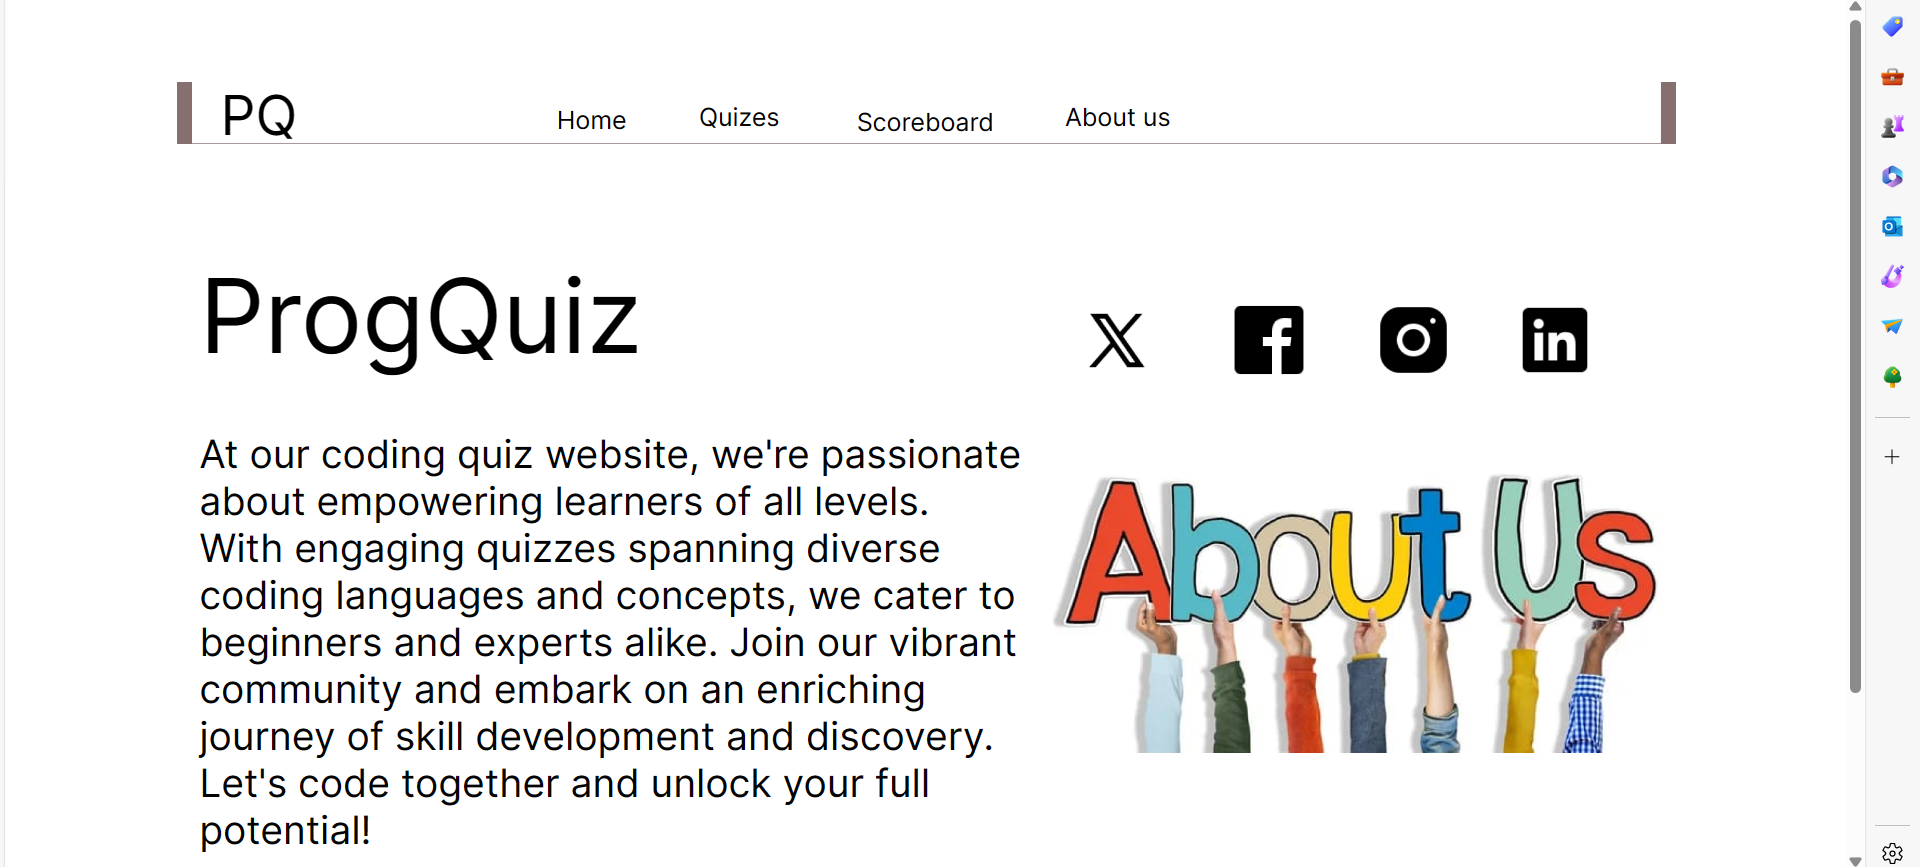 PQ
Home
Quizes
Scoreboard
About us
ProgQuiz
At our coding quiz website, we're passionate
about empowering learners of all levels.
With engaging quizzes spanning diverse
coding languages and concepts, we cater to
beginners and experts alike. Join our vibrant
community and embark on an enriching
journey of skill development and discovery.
Let's code together and unlock your full
potential!
X
f
in
About Us